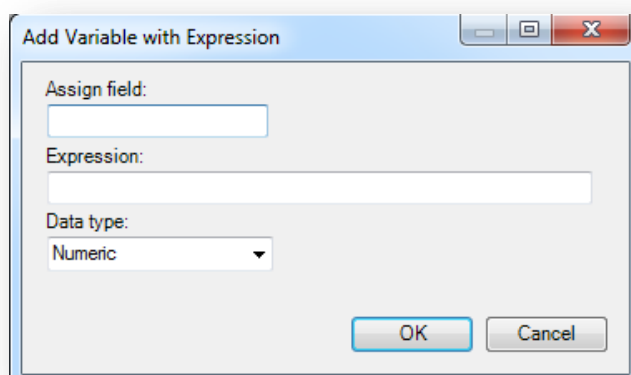 Add Variable with Expression
Assign field:
Expression:
Data type:
Numeric
OK Cancel